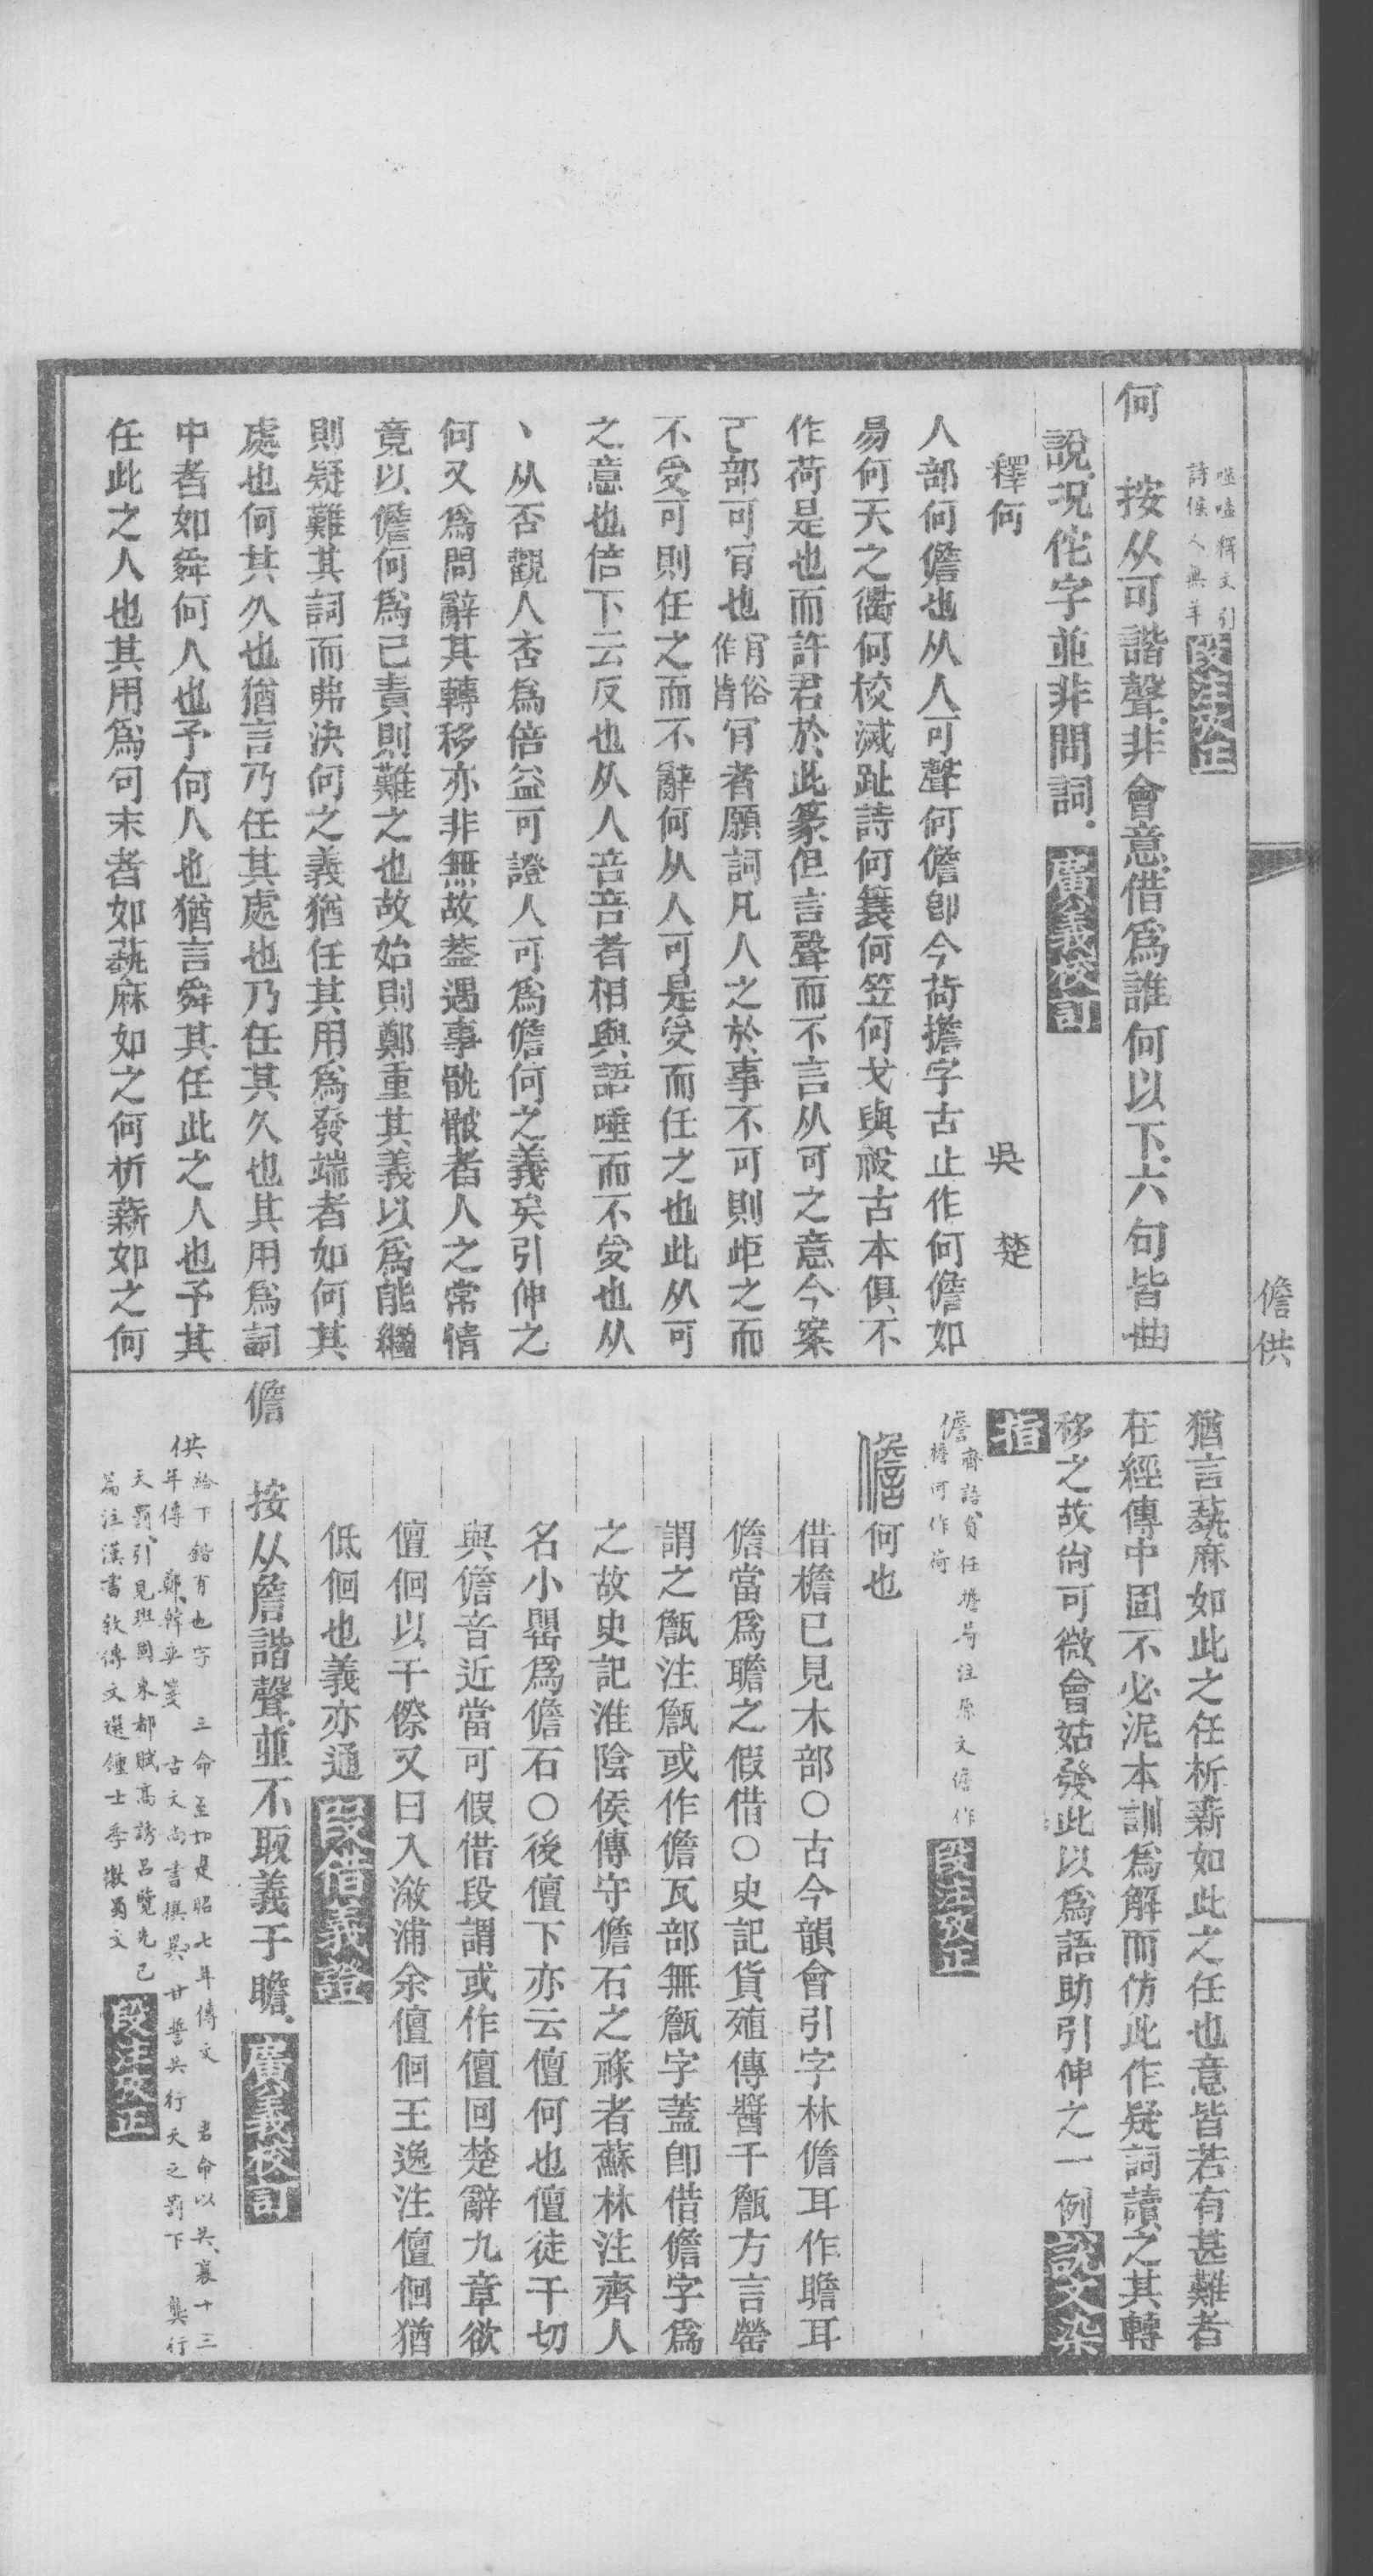 噬嗑釋文引
詩候人無羊段注攷正
何　按从可諧聲非會意借爲誰何以下六句皆曲
說況佗字並非問詞廣義校訂
釋何　吳楚
人部何儋也从人可聲何儋卽今荷擔字古止作何儋如
易何天之衢何校滅趾詩何蓑何笠何戈與祋古本俱不
作荷是也而許君於此篆但言聲而不言从可之意今案
部可肎也肎俗作肯肎者願詞凡人之於事不可則歫之而
不受可則任之而不辭何从人可是受而任之也此从可
之意也倍下云反也从人咅咅者相與語唾而不受也从
丶从否觀人咅爲倍益可證人可爲儋何之義矣引伸之
何又爲問辭其轉移亦非無故蓋遇事骩骳者人之常情
竟以儋何爲己責則難之也故始則鄭重其義以爲能繼
則疑難其詞而弗決何之義猶任其用爲發端者如何其
處也何其久也猶言乃任其處也乃任其久也其用爲詞
中者如舜何人也予何人也猶言舜其任此之人也予其
任此之人也其用爲句末者如蓺麻如之何析薪如之何
儋供
猶言蓺麻如此之任析薪如此之任也意皆若有甚難者
在經傳中固不必泥本訓爲解而仿此作疑詞讀之其轉
移之故尙可微會姑發此以爲語助引伸之一例說文染
指
儋　齊語負任擔何注原文儋作
擔何作荷段注攷正
儋何也
借檐已見木部○古今韻會引字林儋耳作瞻耳
儋當爲瞻之假借○史記貨殖傳醬千甔方言罃
謂之甔注甔或作儋瓦部無甔字蓋卽借儋字爲
之故史記淮陰侯傳守儋石之祿者蘇林注齊人
名小罌爲儋石○後儃下亦云儃何也儃徒干切
與儋音近當可假借段謂或作儃回楚辭九章欲
儃佪以干傺又曰入漵浦余儃佪王逸注儃佪猶
低佪也義亦通段借義證
儋　按从詹諧聲並不取義于瞻廣義校訂
供　給下鍇有也字　三命至如是昭七年傳文　君命以共襄十三
年傳　鄭韓奕箋　古文尚書撰異甘誓共行天之罰下　龔行
天罰引見班固東都賦高誘呂覽先己
篇注漢書敘傳文選鍾士季檄蜀文段注攷正